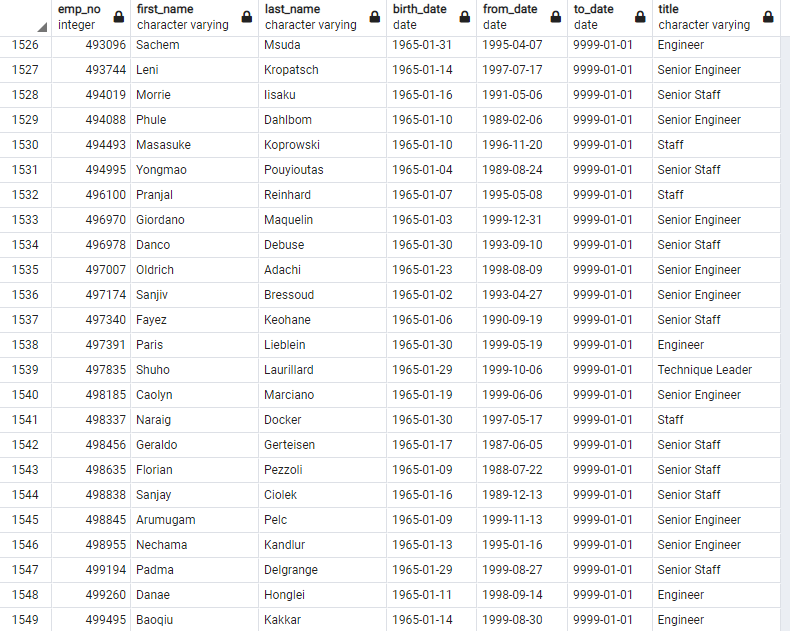 emp_no first_name last_name birth_date from_date to_date title
integer character varying character varying date date date character varying
1526 493096 Sachem Msuda 1965-01-31 1995-04-07 9999-01-01 Engineer
1527 493744 Leni Kropatsch 1965-01-14 1997-07-17 9999-01-01 Senior Engineer
1528 494019 Morrie Iisaku 1965-01-16 1991-05-06 9999-01-01 Senior Staff
1529 494088 Phule Dahlbom 1965-01-10 1989-02-06 9999-01-01 Senior Engineer
1530 494493 Masasuke Koprowski 1965-01-10 1996-11-20 9999-01-01 Staff
1531 494995 Yongmao Pouyioutas 1965-01-04 1989-08-24 9999-01-01 Senior Staff
1532 496100 Pranjal Reinhard 1965-01-07 1995-05-08 9999-01-01 Staff
1533 496970 Giordano Maquelin 1965-01-03 1999-12-31 9999-01-01 Senior Engineer
1534 496978 Danco Debuse 1965-01-30 1993-09-10 9999-01-01 Senior Staff
1535 497007 Oldrich Adachi 1965-01-23 1998-08-09 9999-01-01 Senior Engineer
1536 497174 Sanjiv Bressoud 1965-01-02 1993-04-27 9999-01-01 Senior Engineer
1537 497340 Fayez Keohane 1965-01-06 1990-09-19 9999-01-01 Senior Staff
1538 497391 Paris Lieblein 1965-01-30 1999-05-19 9999-01-01 Engineer
1539 497835 Shuho Laurillard 1965-01-29 1999-10-06 9999-01-01 Technique Leader
1540 498185 Caolyn Marciano 1965-01-19 1999-06-06 9999-01-01 Senior Engineer
1541 498337 Naraig Docker 1965-01-30 1997-05-17 9999-01-01 Staff
1542 498456 Geraldo Gerteisen 1965-01-17 1987-06-05 9999-01-01 Senior Staff
1543 498635 Florian Pezzoli 1965-01-09 1988-07-22 9999-01-01 Senior Staff
1544 498838 Sanjay Ciolek 1965-01-16 1989-12-13 9999-01-01 Senior Staff
1545 498845 Arumugam Pelc 1965-01-09 1999-11-13 9999-01-01 Senior Engineer
1546 498955 Nechama Kandlur 1965-01-13 1995-01-16 9999-01-01 Senior Engineer
1547 499194 Padma Delgrange 1965-01-29 1999-08-27 9999-01-01 Senior Staff
1548 499260 Danae Honglei 1965-01-11 1998-09-14 9999-01-01 Engineer
1549 499495 Baoqiu Kakkar 1965-01-14 1999-08-30 9999-01-01 Engineer